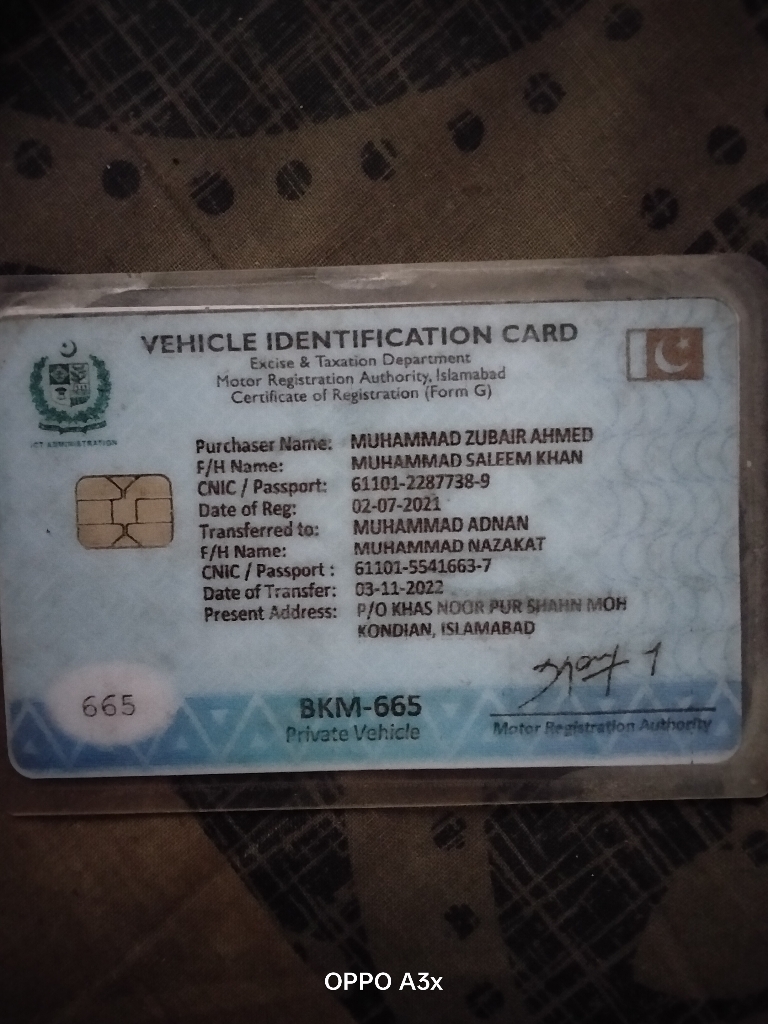 VEHICLE IDENTIFICATION CARD
Excise & Taxation Department
Motor Registration Authority, Islamabad
Certificate of Registration (Form G)
ICT ADMINISTRATION
Purchaser Name: MUHAMMAD ZUBAIR AHMED
F/H Name: MUHAMMAD SALEEM KHAN
CNIC / Passport: 61101-2287738-9
Date of Reg: 02-07-2021
Transferred to: MUHAMMAD ADNAN
F/H Name: MUHAMMAD NAZAKAT
CNIC / Passport : 61101-5541663-7
Date of Transfer: 03-11-2022
Present Address: P/O KHAS NOOR PUR SHAHN MOH
KONDIAN, ISLAMABAD
665
BKM-665
Private Vehicle
Motor Registration Authority
OPPO A3x